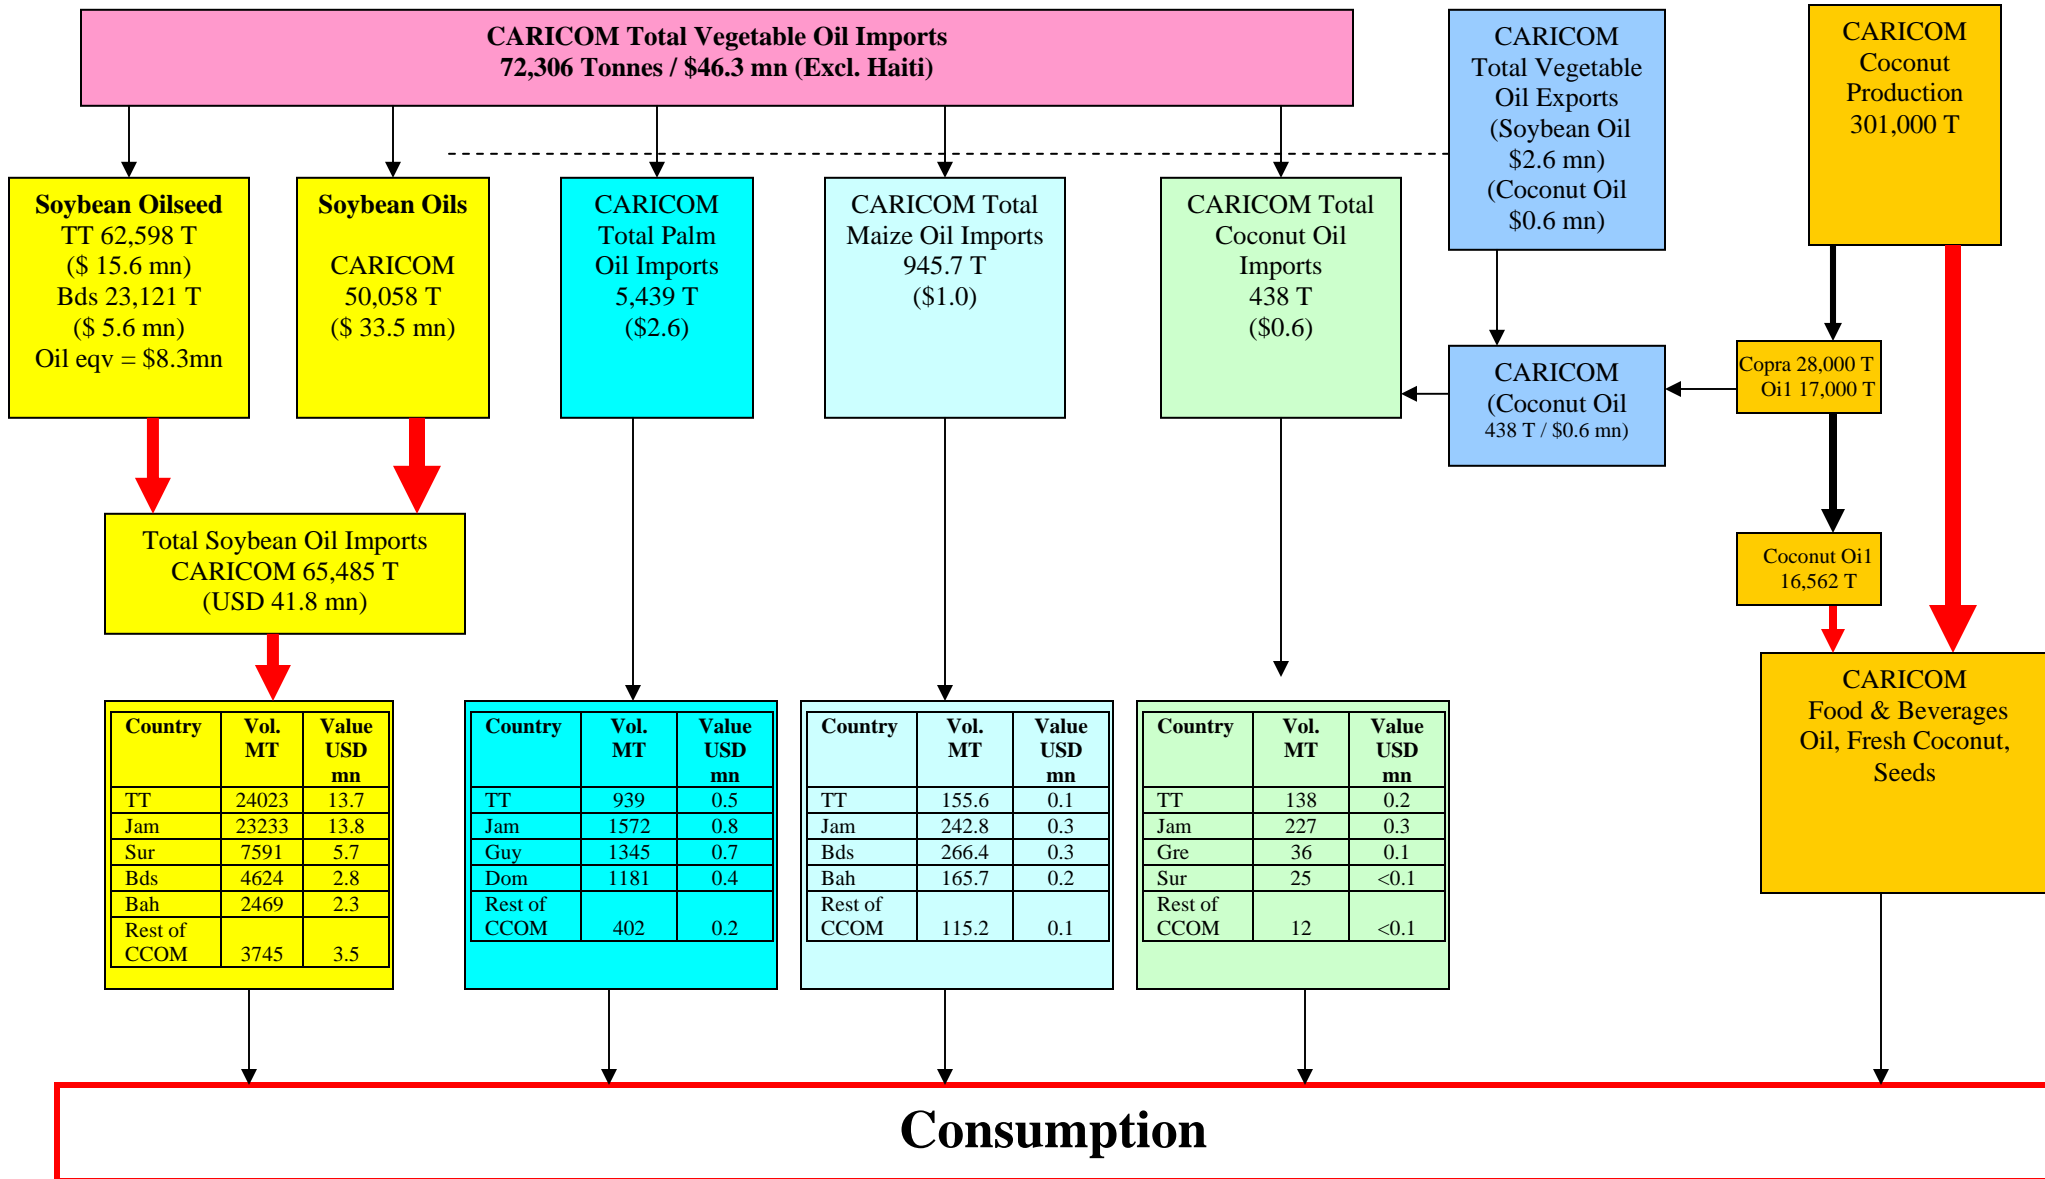 CARICOM Total Vegetable Oil Imports
72,306 Tonnes / $46.3 mn (Excl. Haiti)
CARICOM
Total Vegetable
Oil Exports
(Soybean Oil
$2.6 mn)
(Coconut Oil
$0.6 mn)
CARICOM
Coconut
Production
301,000 T
Soybean Oilseed
TT 62,598 T
($ 15.6 mn)
Bds 23,121 T
($ 5.6 mn)
Oil eqv = $8.3mn
Soybean Oils
CARICOM
50,058 T
($ 33.5 mn)
CARICOM
Total Palm
Oil Imports
5,439 T
($2.6)
CARICOM Total
Maize Oil Imports
945.7 T
($1.0)
CARICOM Total
Coconut Oil
Imports
438 T
($0.6)
CARICOM
(Coconut Oil
438 T / $0.6 mn)
Copra 28,000 T
Oi1 17,000 T
Coconut Oi1
16,562 T
Total Soybean Oil Imports
CARICOM 65,485 T
(USD 41.8 mn)
CARICOM
Food & Beverages
Oil, Fresh Coconut,
Seeds
Country Vol. Value
MT USD
mn
TT 24023 13.7
Jam 23233 13.8
Sur 7591 5.7
Bds 4624 2.8
Bah 2469 2.3
Rest of
CCOM 3745 3.5
Country Vol. Value
MT USD
mn
TT 939 0.5
Jam 1572 0.8
Guy 1345 0.7
Dom 1181 0.4
Rest of
CCOM 402 0.2
Country Vol. Value
MT USD
mn
TT 155.6 0.1
Jam 242.8 0.3
Bds 266.4 0.3
Bah 165.7 0.2
Rest of
CCOM 115.2 0.1
Country Vol. Value
MT USD
mn
TT 138 0.2
Jam 227 0.3
Gre 36 0.1
Sur 25 <0.1
Rest of
CCOM 12 <0.1
Consumption